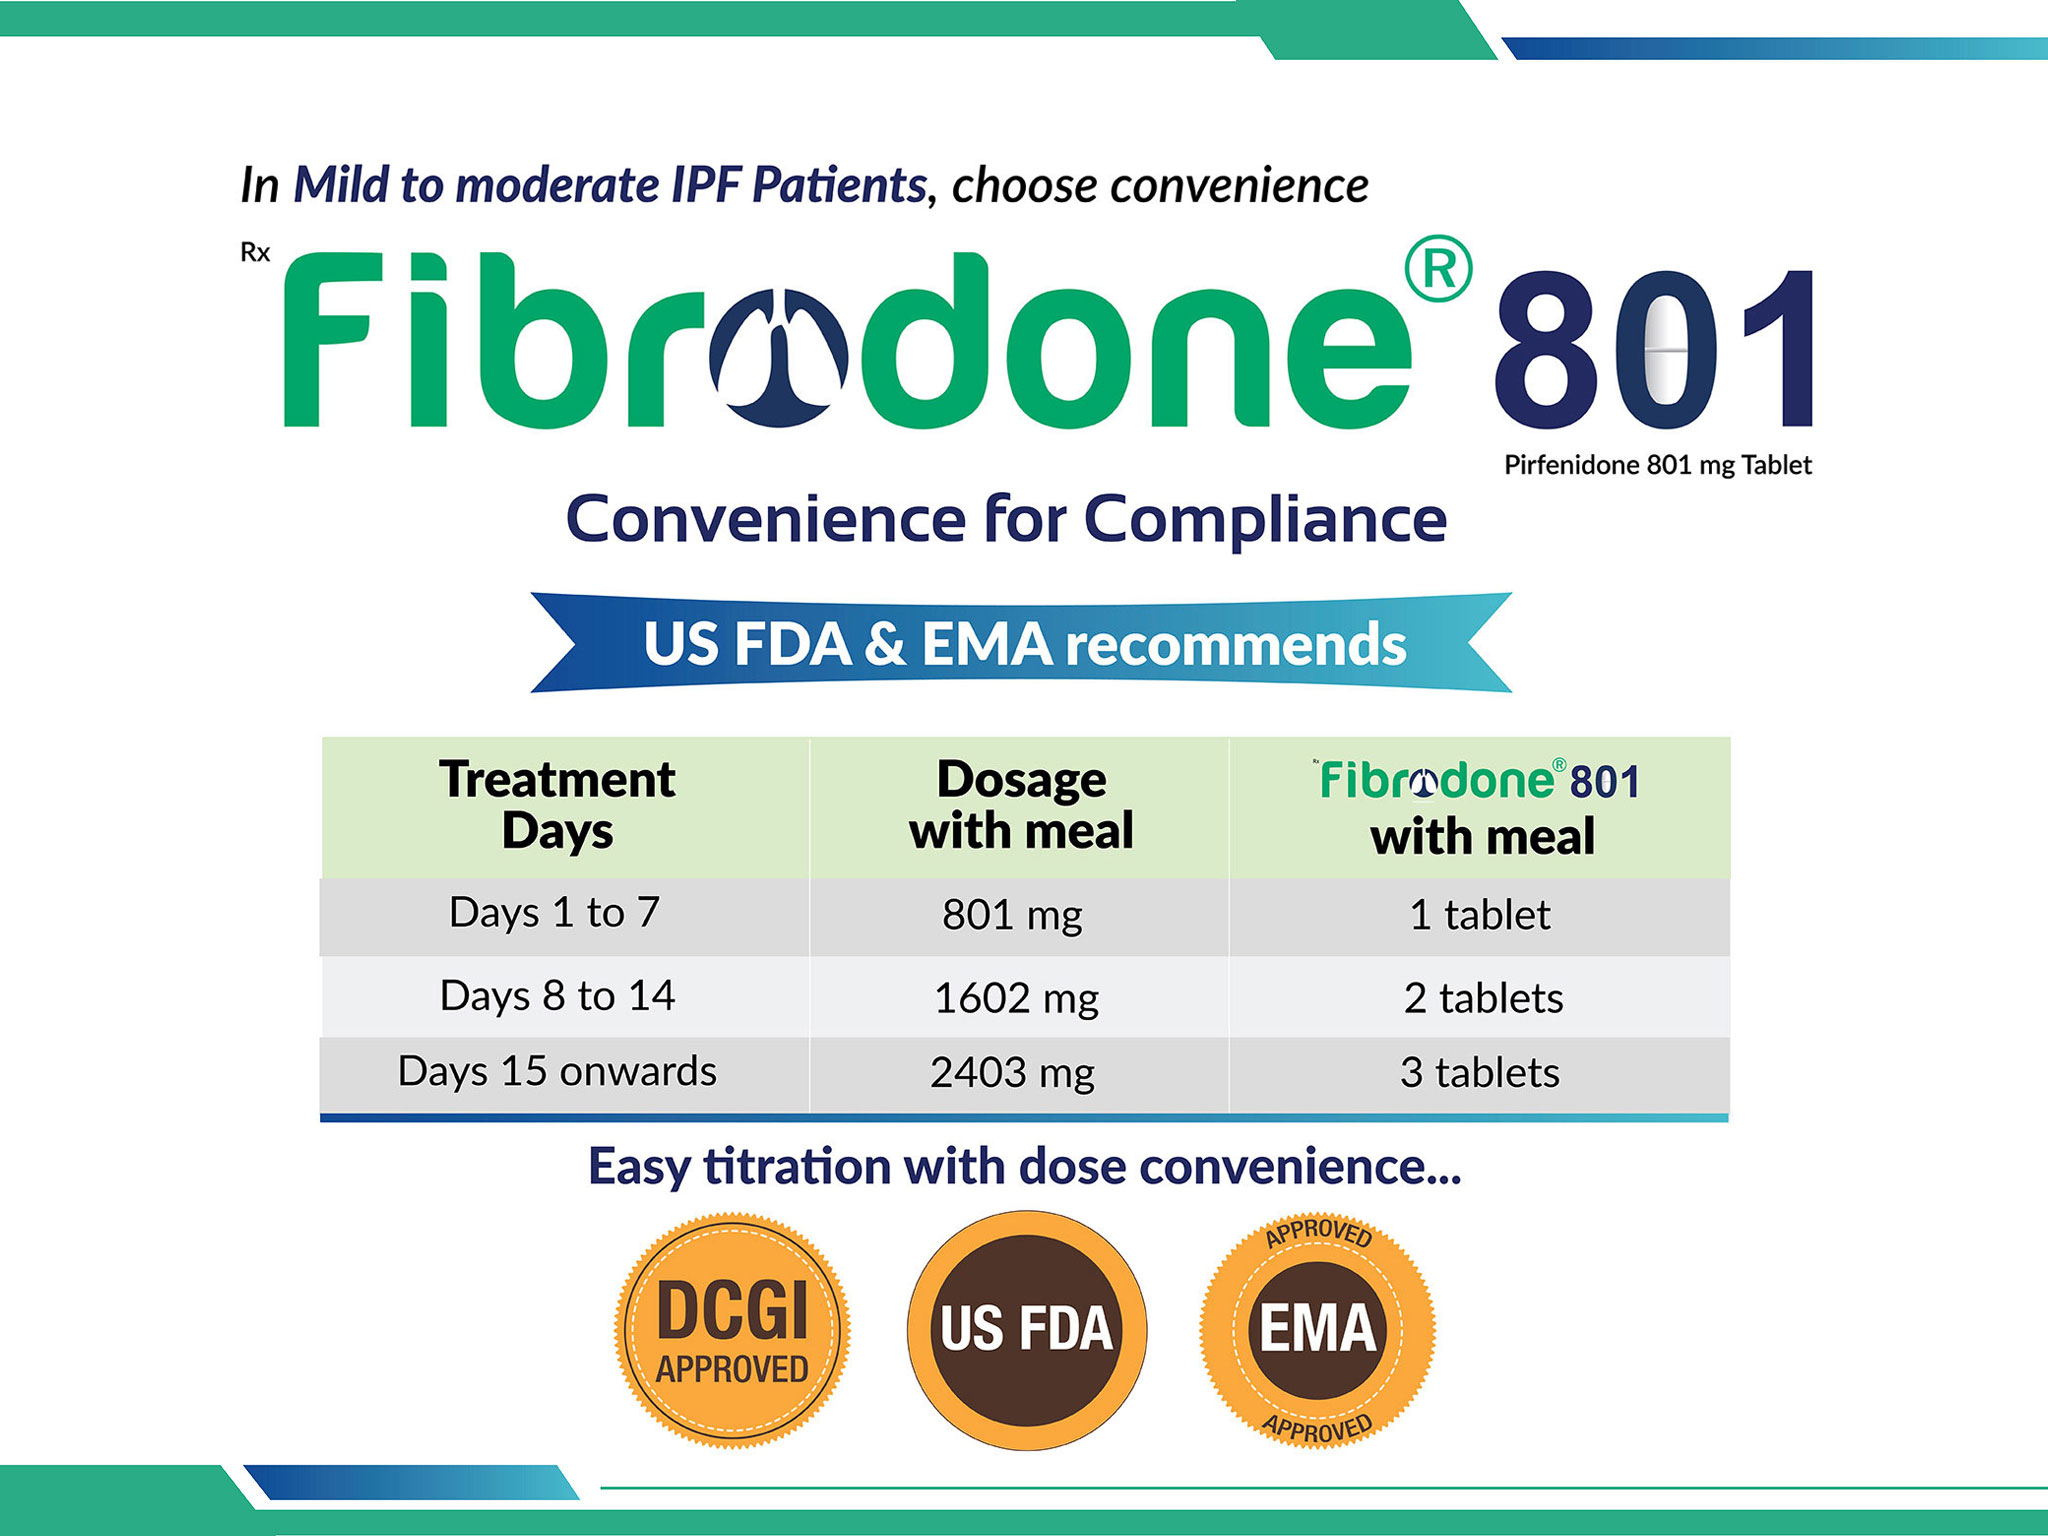 In Mild to moderate IPF Patients, choose convenience
Rx Fibrodone® 801
Pirfenidone 801 mg Tablet
Convenience for Compliance
US FDA & EMA recommends
Treatment Days
Dosage with meal
Rx Fibrodone® 801 with meal
Days 1 to 7 801 mg 1 tablet
Days 8 to 14 1602 mg 2 tablets
Days 15 onwards 2403 mg 3 tablets
Easy titration with dose convenience...
DCGI
APPROVED
US FDA
APPROVED
EMA
APPROVED